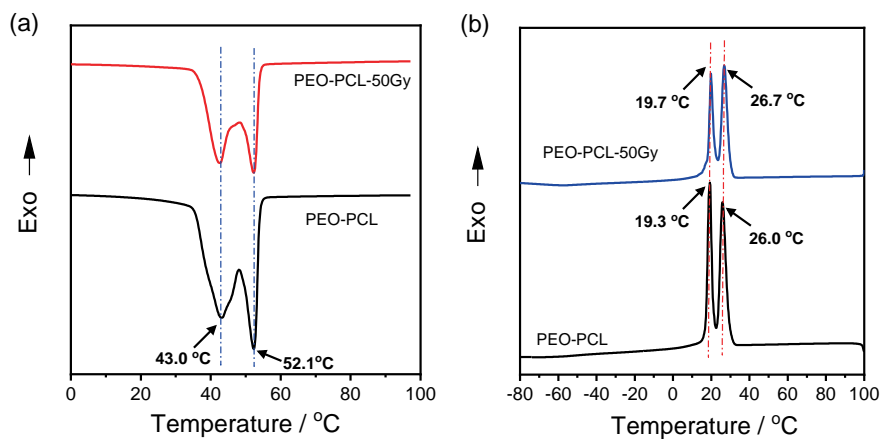 (a)
PEO-PCL-50Gy
PEO-PCL
43.0 °C
52.1°C
Exo
0 20 40 60 80 100
Temperature / °C
(b)
19.7 °C
26.7 °C
PEO-PCL-50Gy
19.3 °C
26.0 °C
PEO-PCL
Exo
-80 -60 -40 -20 0 20 40 60 80 100
Temperature / °C